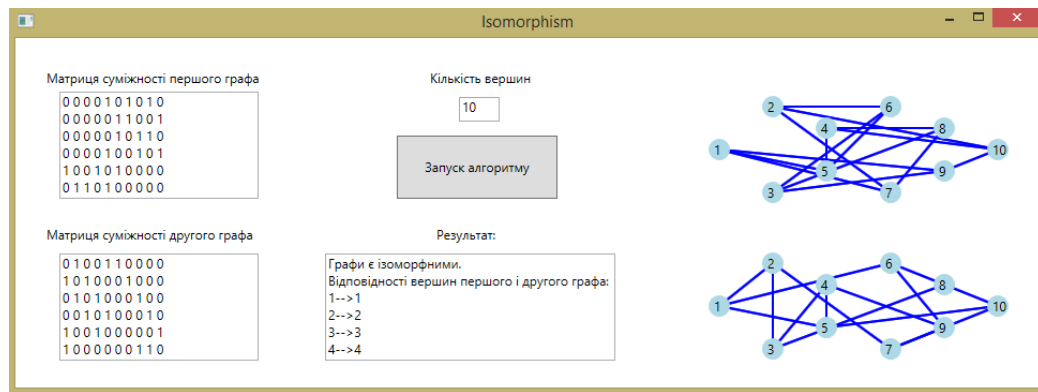 Isomorphism
Матриця суміжності першого графа
0 0 0 0 1 0 1 0 1 0
0 0 0 0 0 1 1 0 0 1
0 0 0 0 0 1 0 1 1 0
0 0 0 0 1 0 0 1 0 1
1 0 0 1 0 1 0 0 0 0
0 1 1 0 1 0 0 0 0 0
Кількість вершин
10
Запуск алгоритму
Матриця суміжності другого графа
0 1 0 0 1 1 0 0 0 0
1 0 1 0 0 0 1 0 0 0
0 1 0 1 0 0 0 1 0 0
0 0 1 0 1 0 0 0 1 0
1 0 0 1 0 0 0 0 0 1
1 0 0 0 0 0 0 1 1 0
Результат:
Графи є ізоморфними.
Відповідності вершин першого і другого графа:
1-->1
2-->2
3-->3
4-->4
2
6
4
8
1
10
5
9
3
7
2
6
4
8
1
10
5
9
3
7